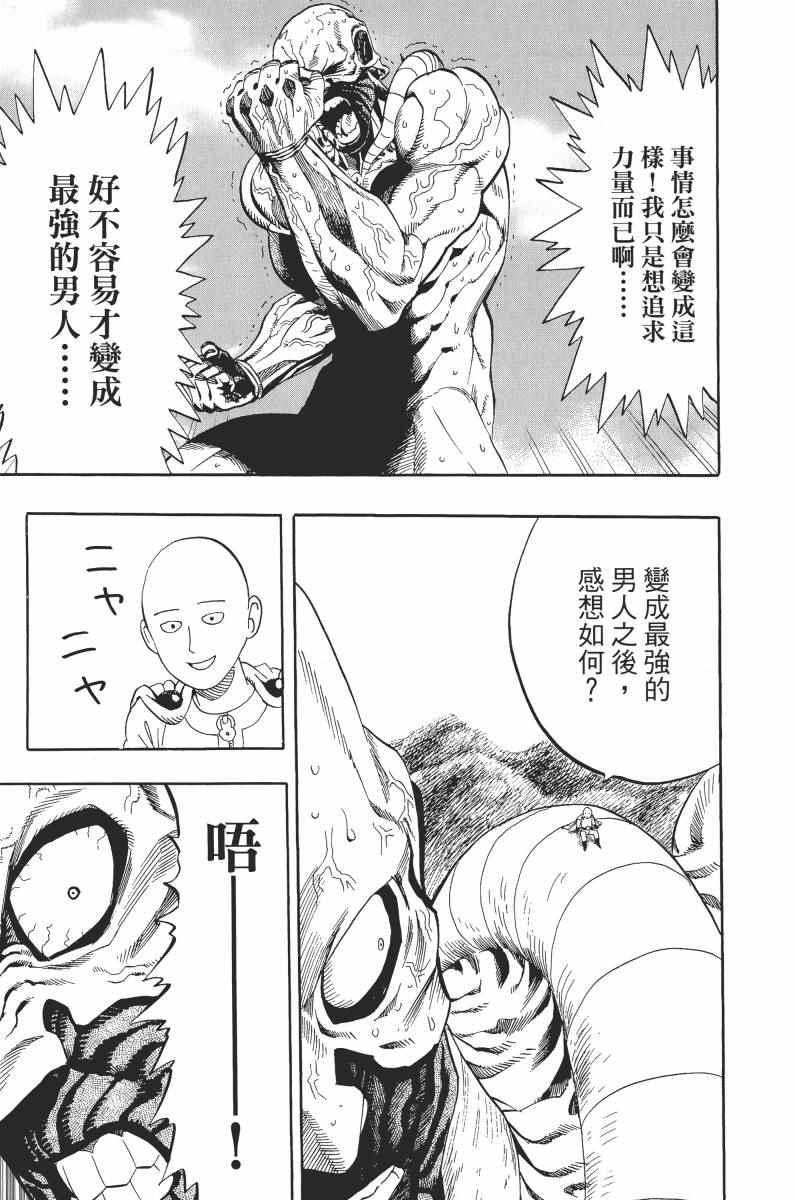 事情怎麼會變成這
樣！我只是想追求
力量而已啊……
好不容易才變成
最強的男人……
變成最強的
男人之後，
感想如何？
ニャ
ニャ
唔——！